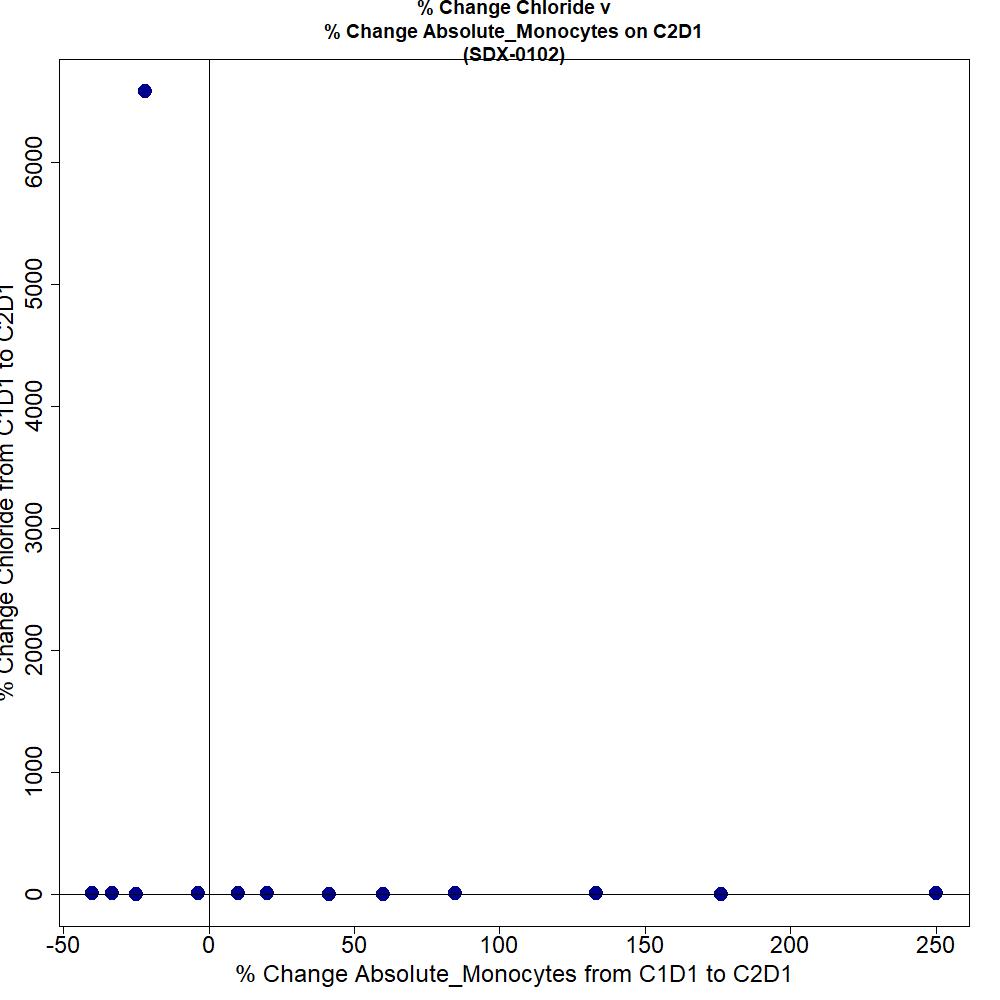 % Change Chloride v
% Change Absolute_Monocytes on C2D1
(SDX-0102)
% Change Chloride from C1D1 to C2D1
6000
5000
4000
3000
2000
1000
0
-50
0
50
100
150
200
250
% Change Absolute_Monocytes from C1D1 to C2D1